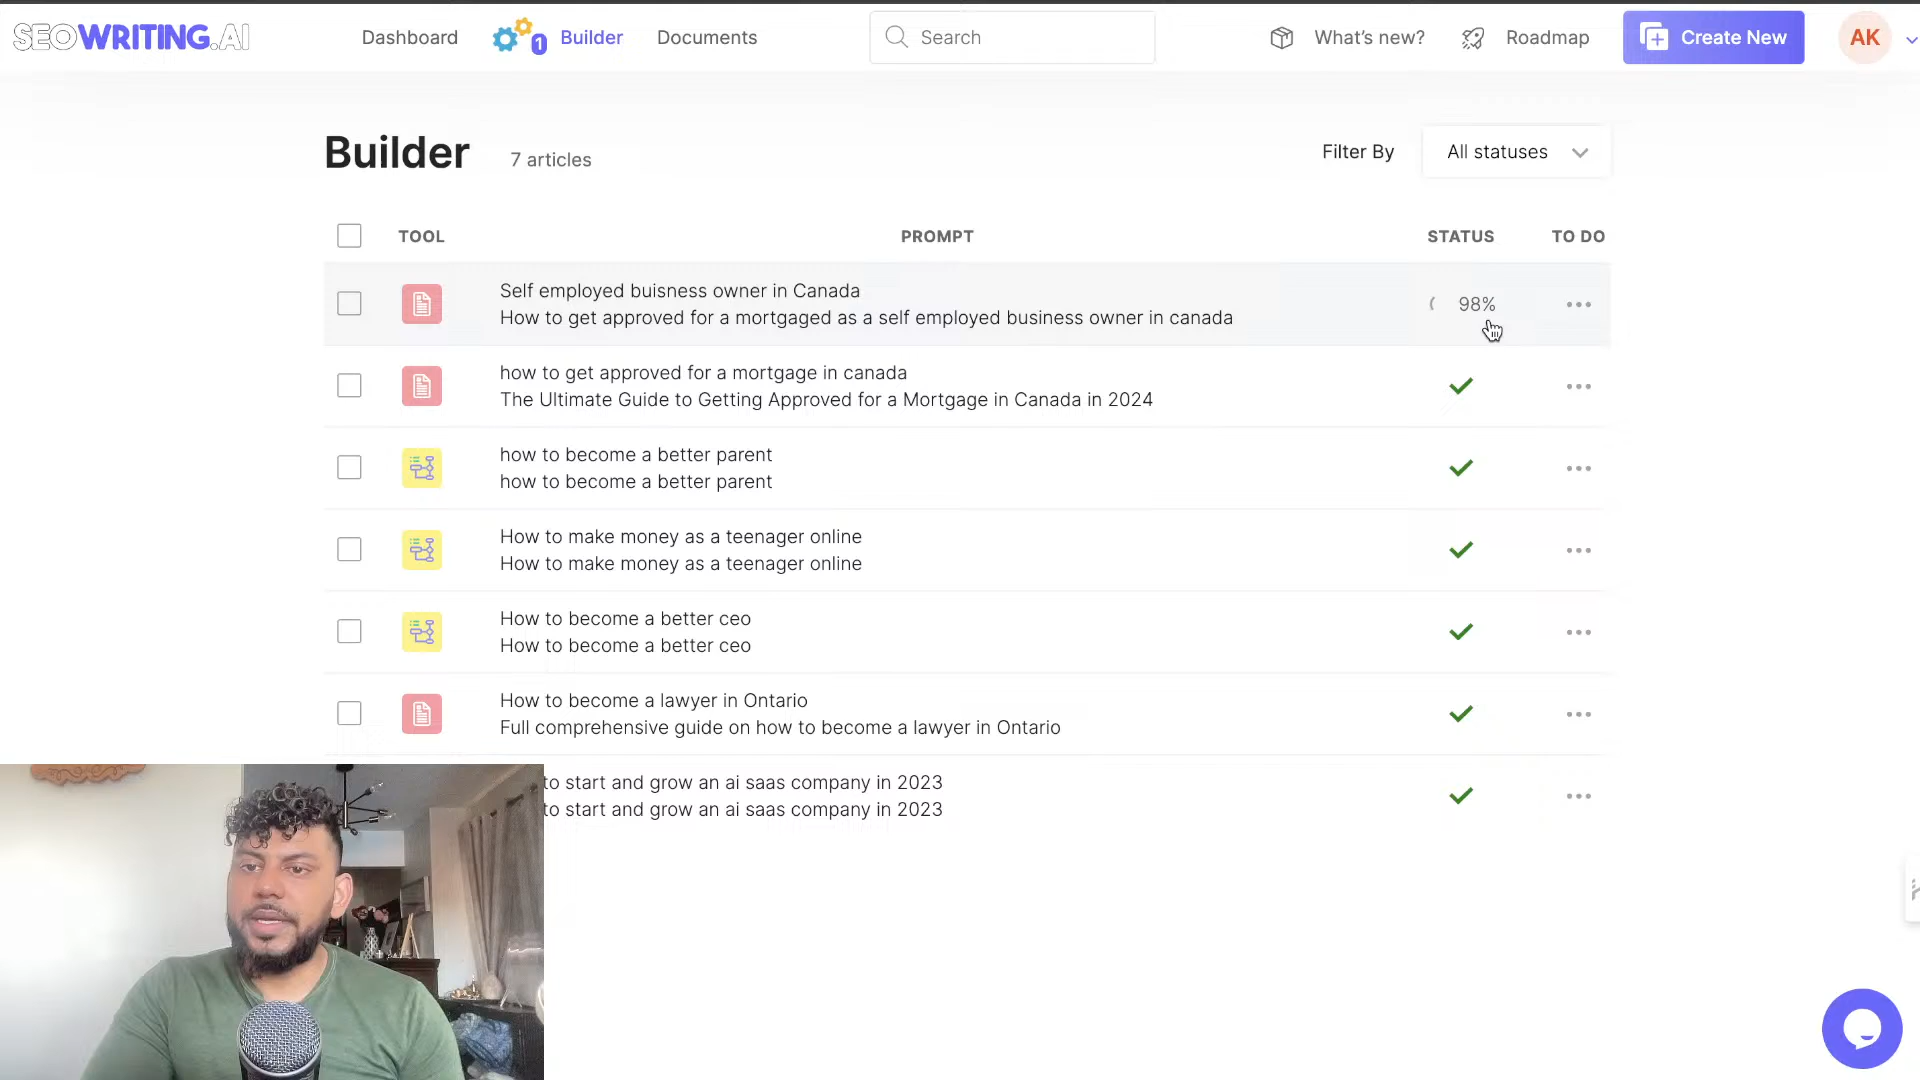 SEOWRITING.AI
Dashboard
1
Builder
Documents
Search
What's new?
Roadmap
Create New
AK
Builder
7 articles
Filter By
All statuses
TOOL
PROMPT
STATUS
TO DO
Self employed buisness owner in Canada
How to get approved for a mortgaged as a self employed business owner in canada
98%
how to get approved for a mortgage in canada
The Ultimate Guide to Getting Approved for a Mortgage in Canada in 2024
how to become a better parent
how to become a better parent
How to make money as a teenager online
How to make money as a teenager online
How to become a better ceo
How to become a better ceo
How to become a lawyer in Ontario
Full comprehensive guide on how to become a lawyer in Ontario
to start and grow an ai saas company in 2023
to start and grow an ai saas company in 2023